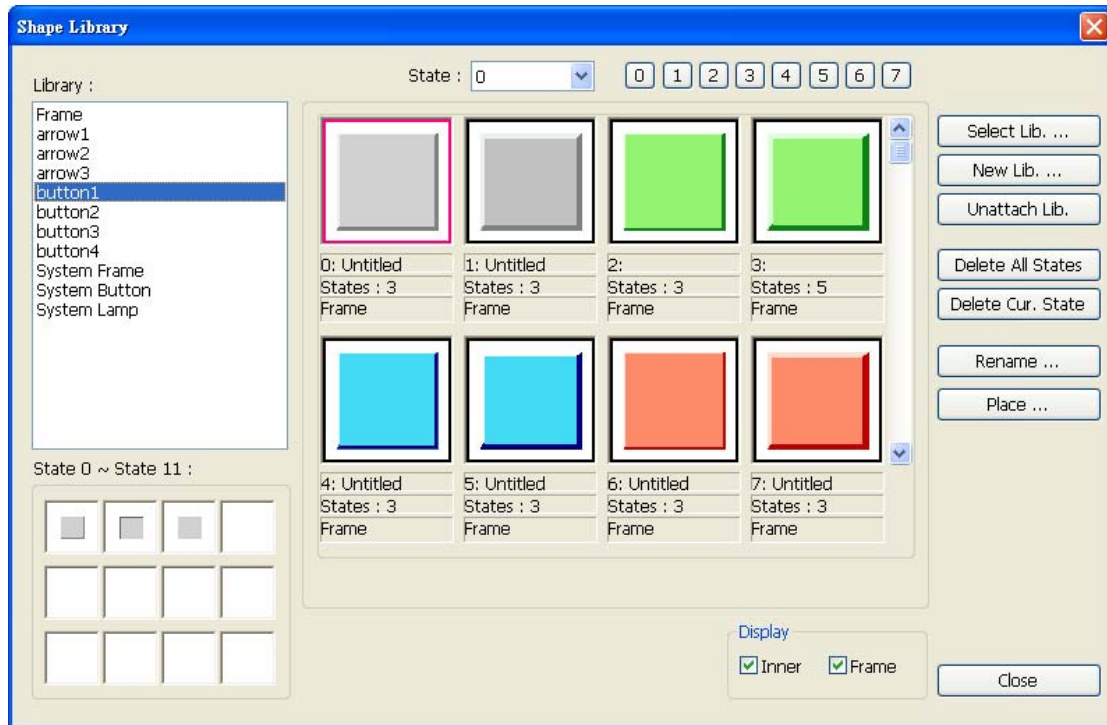 Shape Library
Library :
State : 0
0 1 2 3 4 5 6 7
Frame
arrow1
arrow2
arrow3
button1
button2
button3
button4
System Frame
System Button
System Lamp
0: Untitled
States : 3
Frame
1: Untitled
States : 3
Frame
2:
States : 3
Frame
3:
States : 5
Frame
4: Untitled
States : 3
Frame
5: Untitled
States : 3
Frame
6: Untitled
States : 3
Frame
7: Untitled
States : 3
Frame
Select Lib. ...
New Lib. ...
Unattach Lib.
Delete All States
Delete Cur. State
Rename ...
Place ...
State 0 ~ State 11 :
Display
Inner
Frame
Close